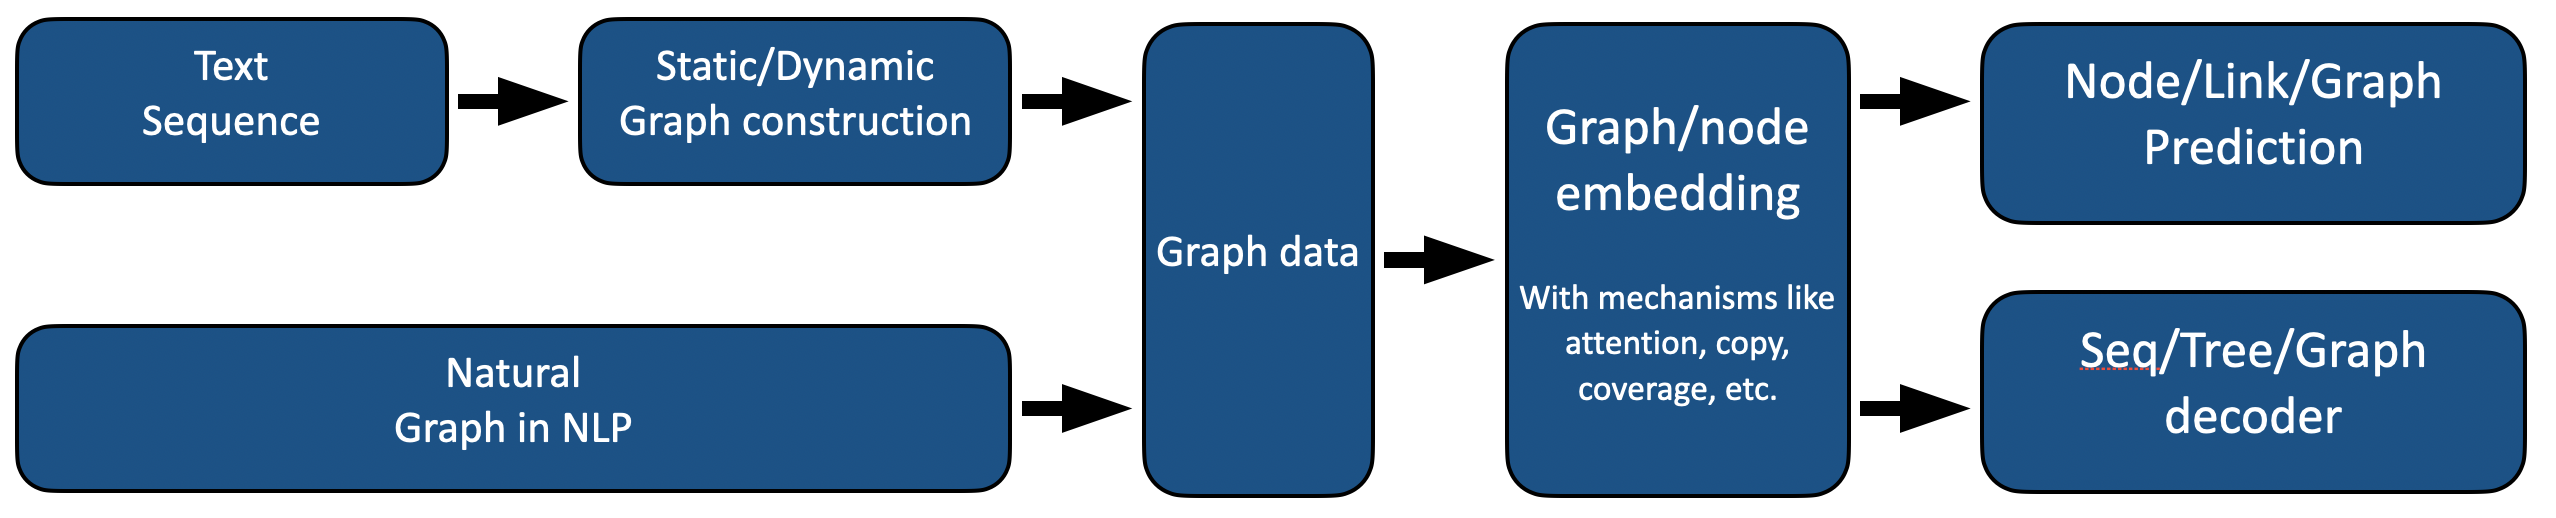 Text
Sequence
Static/Dynamic
Graph construction
Natural
Graph in NLP
Graph data
Graph/node
embedding
With mechanisms like
attention, copy,
coverage, etc.
Node/Link/Graph
Prediction
Seq/Tree/Graph
decoder